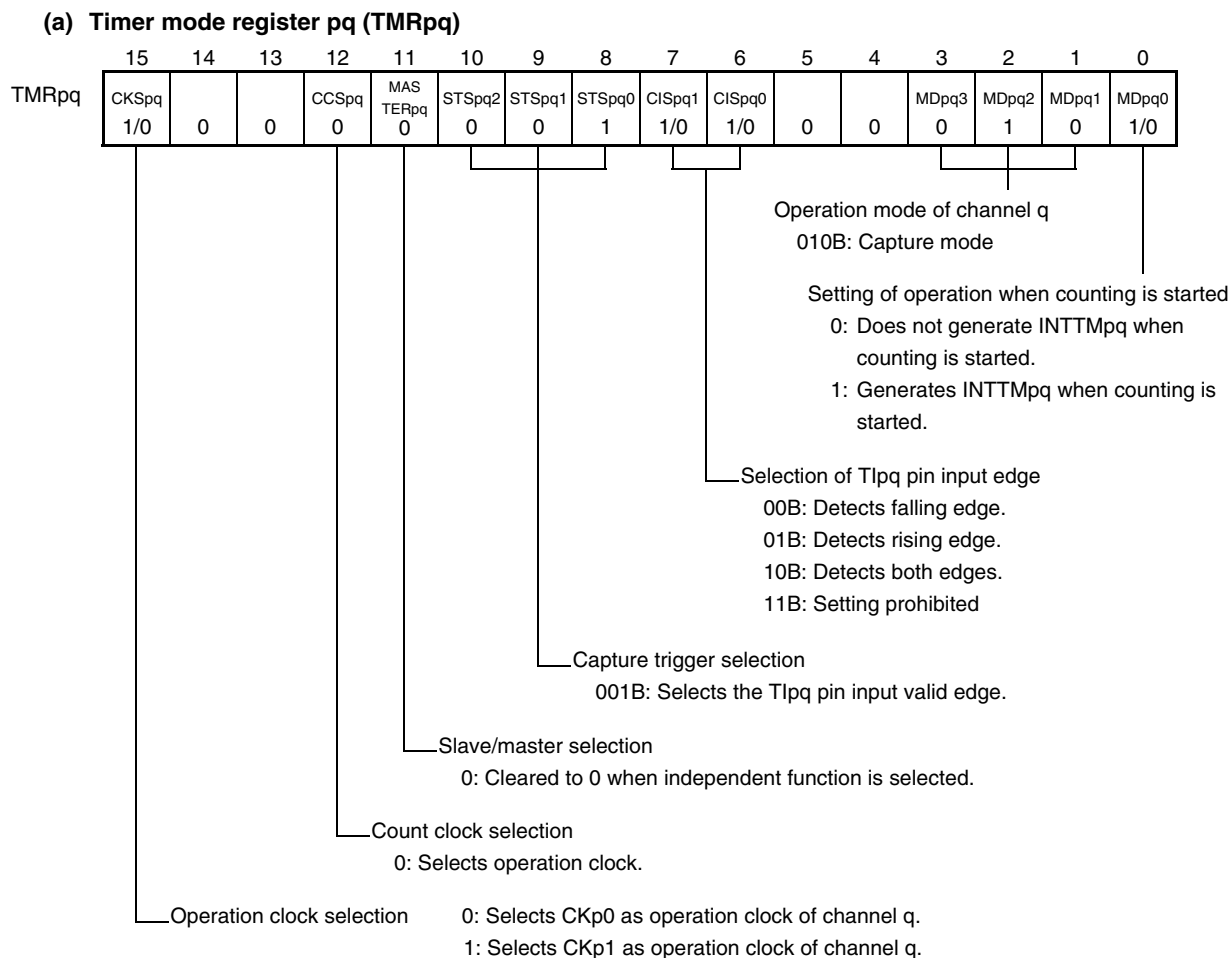 (a) Timer mode register pq (TMRpq)
15 14 13 12 11 10 9 8 7 6 5 4 3 2 1 0
TMRpq CKSpq CCSpq MAS TERpq STSpq2 STSpq1 STSpq0 CISpq1 CISpq0 MDpq3 MDpq2 MDpq1 MDpq0
1/0 0 0 0 0 0 0 1 1/0 1/0 0 0 0 1 0 1/0
Operation mode of channel q
010B: Capture mode
Setting of operation when counting is started
0: Does not generate INTTMpq when
counting is started.
1: Generates INTTMpq when counting is
started.
Selection of TIpq pin input edge
00B: Detects falling edge.
01B: Detects rising edge.
10B: Detects both edges.
11B: Setting prohibited
Capture trigger selection
001B: Selects the TIpq pin input valid edge.
Slave/master selection
0: Cleared to 0 when independent function is selected.
Count clock selection
0: Selects operation clock.
Operation clock selection 0: Selects CKp0 as operation clock of channel q.
1: Selects CKp1 as operation clock of channel q.